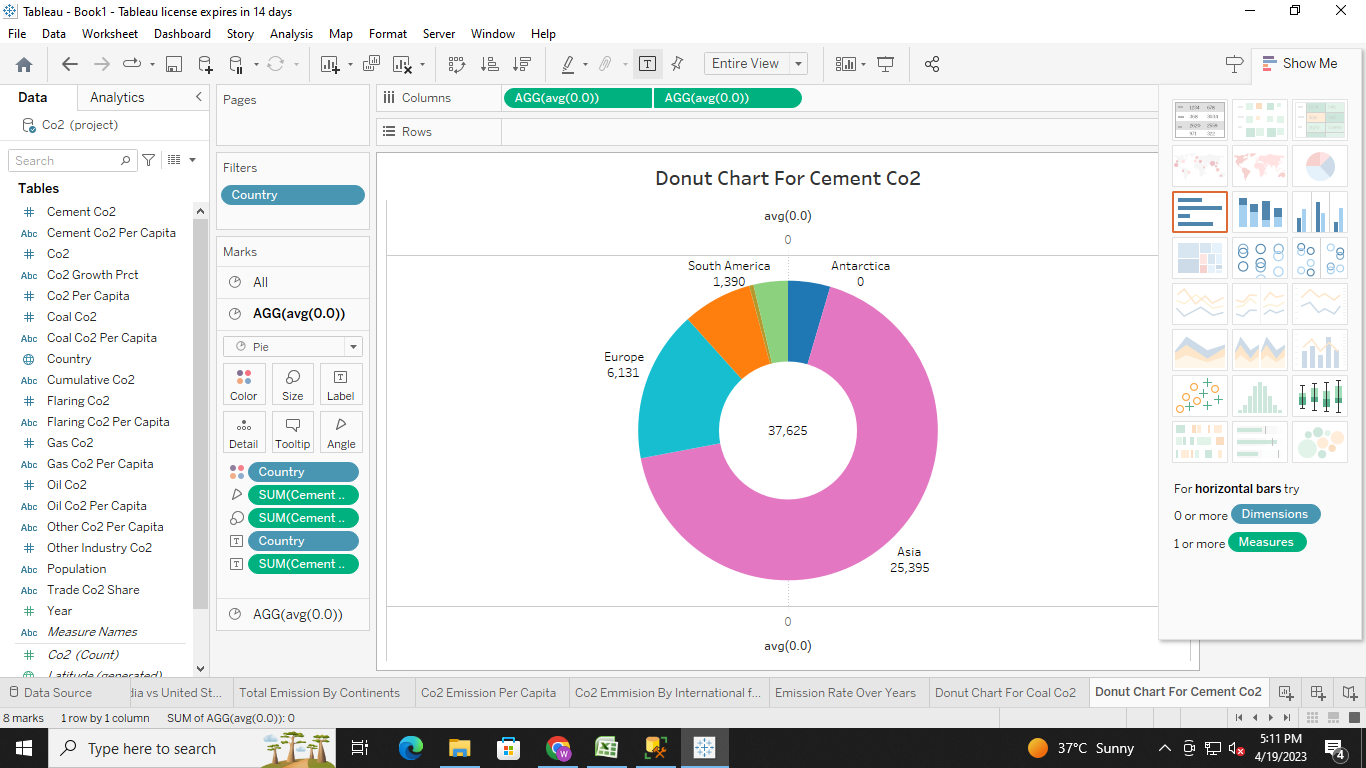 Tableau - Book1 - Tableau license expires in 14 days
File Data Worksheet Dashboard Story Analysis Map Format Server Window Help
Entire View
Show Me
Data Analytics
Co2 (project)
Search
Tables
Cement Co2
Abc Cement Co2 Per Capita
Co2
Abc Co2 Growth Prct
Co2 Per Capita
Coal Co2
Abc Coal Co2 Per Capita
Country
Abc Cumulative Co2
Flaring Co2
Abc Flaring Co2 Per Capita
Gas Co2
Abc Gas Co2 Per Capita
Oil Co2
Abc Oil Co2 Per Capita
Abc Other Co2 Per Capita
Other Industry Co2
Abc Population
Abc Trade Co2 Share
Year
Abc Measure Names
Co2 (Count)
Latitude (generated)
Pages
Filters
Country
Marks
All
AGG(avg(0.0))
Pie
Color Size Label
Detail Tooltip Angle
Country
SUM(Cement ..
SUM(Cement ..
Country
SUM(Cement ..
AGG(avg(0.0))
Columns AGG(avg(0.0)) AGG(avg(0.0))
Rows
Donut Chart For Cement Co2
avg(0.0)
0
South America
1,390
Antarctica
0
Europe
6,131
37,625
Asia
25,395
0
avg(0.0)
For horizontal bars try
0 or more Dimensions
1 or more Measures
Data Source dia vs United St... Total Emission By Continents Co2 Emission Per Capita Co2 Emmision By International f... Emission Rate Over Years Donut Chart For Coal Co2 Donut Chart For Cement Co2
8 marks 1 row by 1 column SUM of AGG(avg(0.0)): 0
Type here to search
37°C Sunny
5:11 PM
4/19/2023
4